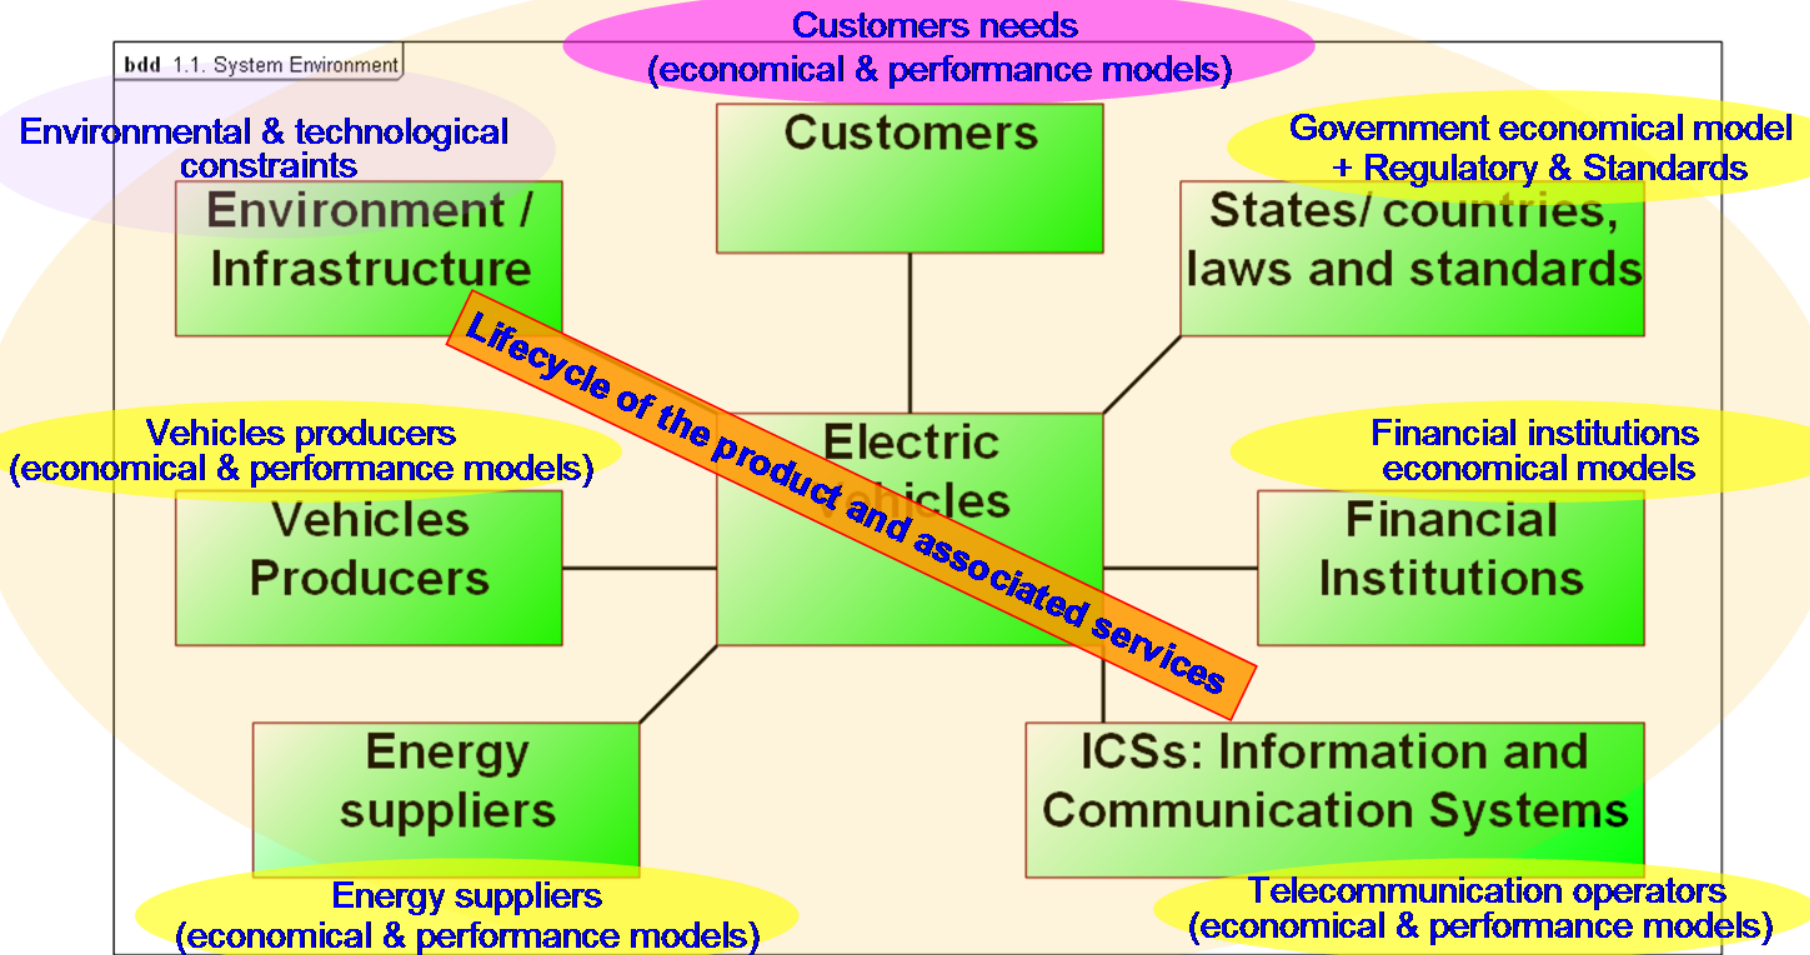 Customers needs
(economical & performance models)
bdd 1.1. System Environment
Environmental & technological
constraints
Environment /
Infrastructure
Customers
Government economical model
+ Regulatory & Standards
States/ countries,
laws and standards
Lifecycle of the product and associated services
Vehicles producers
(economical & performance models)
Vehicles
Producers
Electric
Vehicles
Financial institutions
economical models
Financial
Institutions
Energy
suppliers
Energy suppliers
(economical & performance models)
ICSs: Information and
Communication Systems
Telecommunication operators
(economical & performance models)